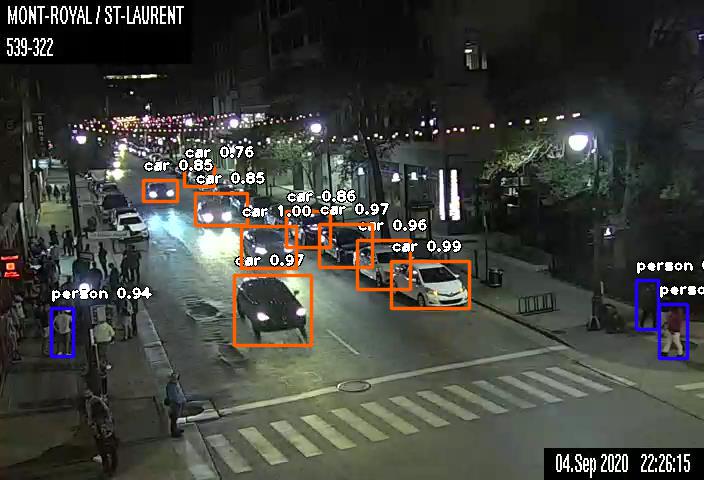 MONT-ROYAL / ST-LAURENT
539-322
car 0.76
car 0.85
car 0.85
car 0.86
car 1.00
car 0.97
car 0.96
car 0.99
car 0.97
person 0.94
person
perso
04.Sep 2020 22:26:15